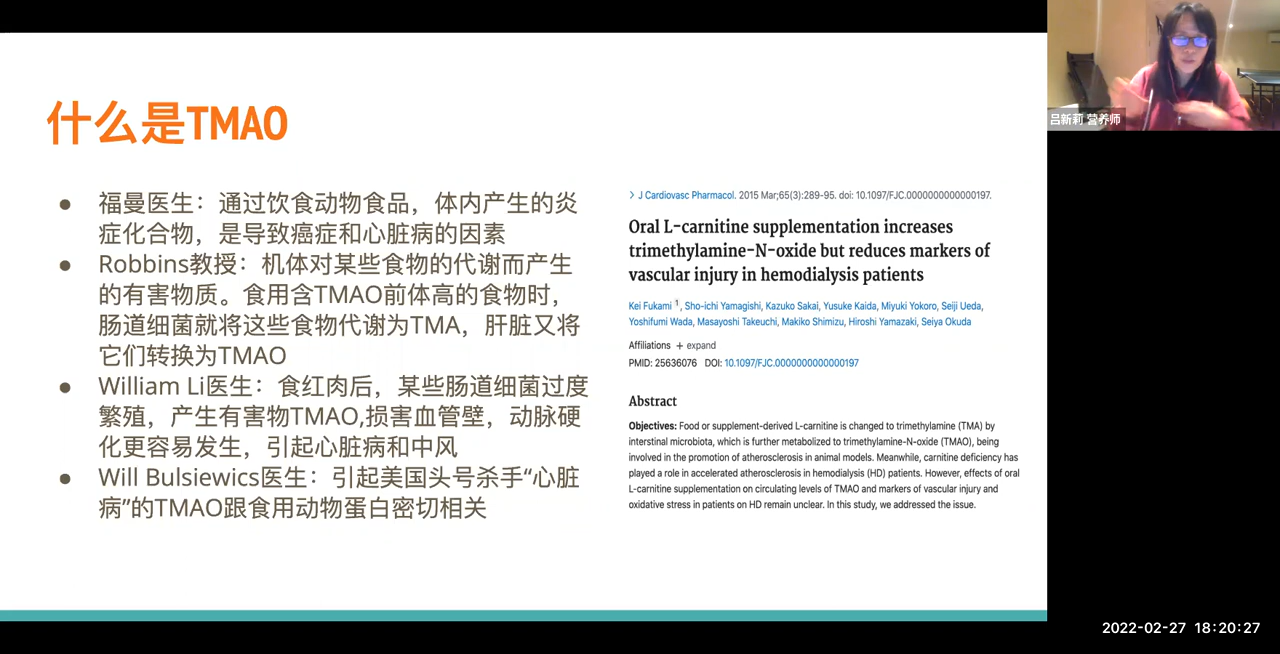 什么是TMAO
● 福曼医生：通过饮食动物食品，体内产生的炎
症化合物，是导致癌症和心脏病的因素
● Robbins教授：机体对某些食物的代谢而产生
的有害物质。食用含TMAO前体高的食物时，
肠道细菌就将这些食物代谢为TMA，肝脏又将
它们转换为TMAO
● William Li医生：食红肉后，某些肠道细菌过度
繁殖，产生有害物TMAO,损害血管壁，动脉硬
化更容易发生，引起心脏病和中风
● Will Bulsiewics医生：引起美国头号杀手“心脏
病”的TMAO跟食用动物蛋白密切相关
> J Cardiovasc Pharmacol. 2015 Mar;65(3):289-95. doi: 10.1097/FJC.0000000000000197.
Oral L-carnitine supplementation increases
trimethylamine-N-oxide but reduces markers of
vascular injury in hemodialysis patients
Kei Fukami 1, Sho-ichi Yamagishi, Kazuko Sakai, Yusuke Kaida, Miyuki Yokoro, Seiji Ueda,
Yoshifumi Wada, Masayoshi Takeuchi, Makiko Shimizu, Hiroshi Yamazaki, Seiya Okuda
Affiliations + expand
PMID: 25636076 DOI: 10.1097/FJC.0000000000000197
Abstract
Objectives: Food or supplement-derived L-carnitine is changed to trimethylamine (TMA) by
interstinal microbiota, which is further metabolized to trimethylamine-N-oxide (TMAO), being
involved in the promotion of atherosclerosis in animal models. Meanwhile, carnitine deficiency has
played a role in accelerated atherosclerosis in hemodialysis (HD) patients. However, effects of oral
L-carnitine supplementation on circulating levels of TMAO and markers of vascular injury and
oxidative stress in patients on HD remain unclear. In this study, we addressed the issue.
吕新莉 营养师
2022-02-27 18:20:27